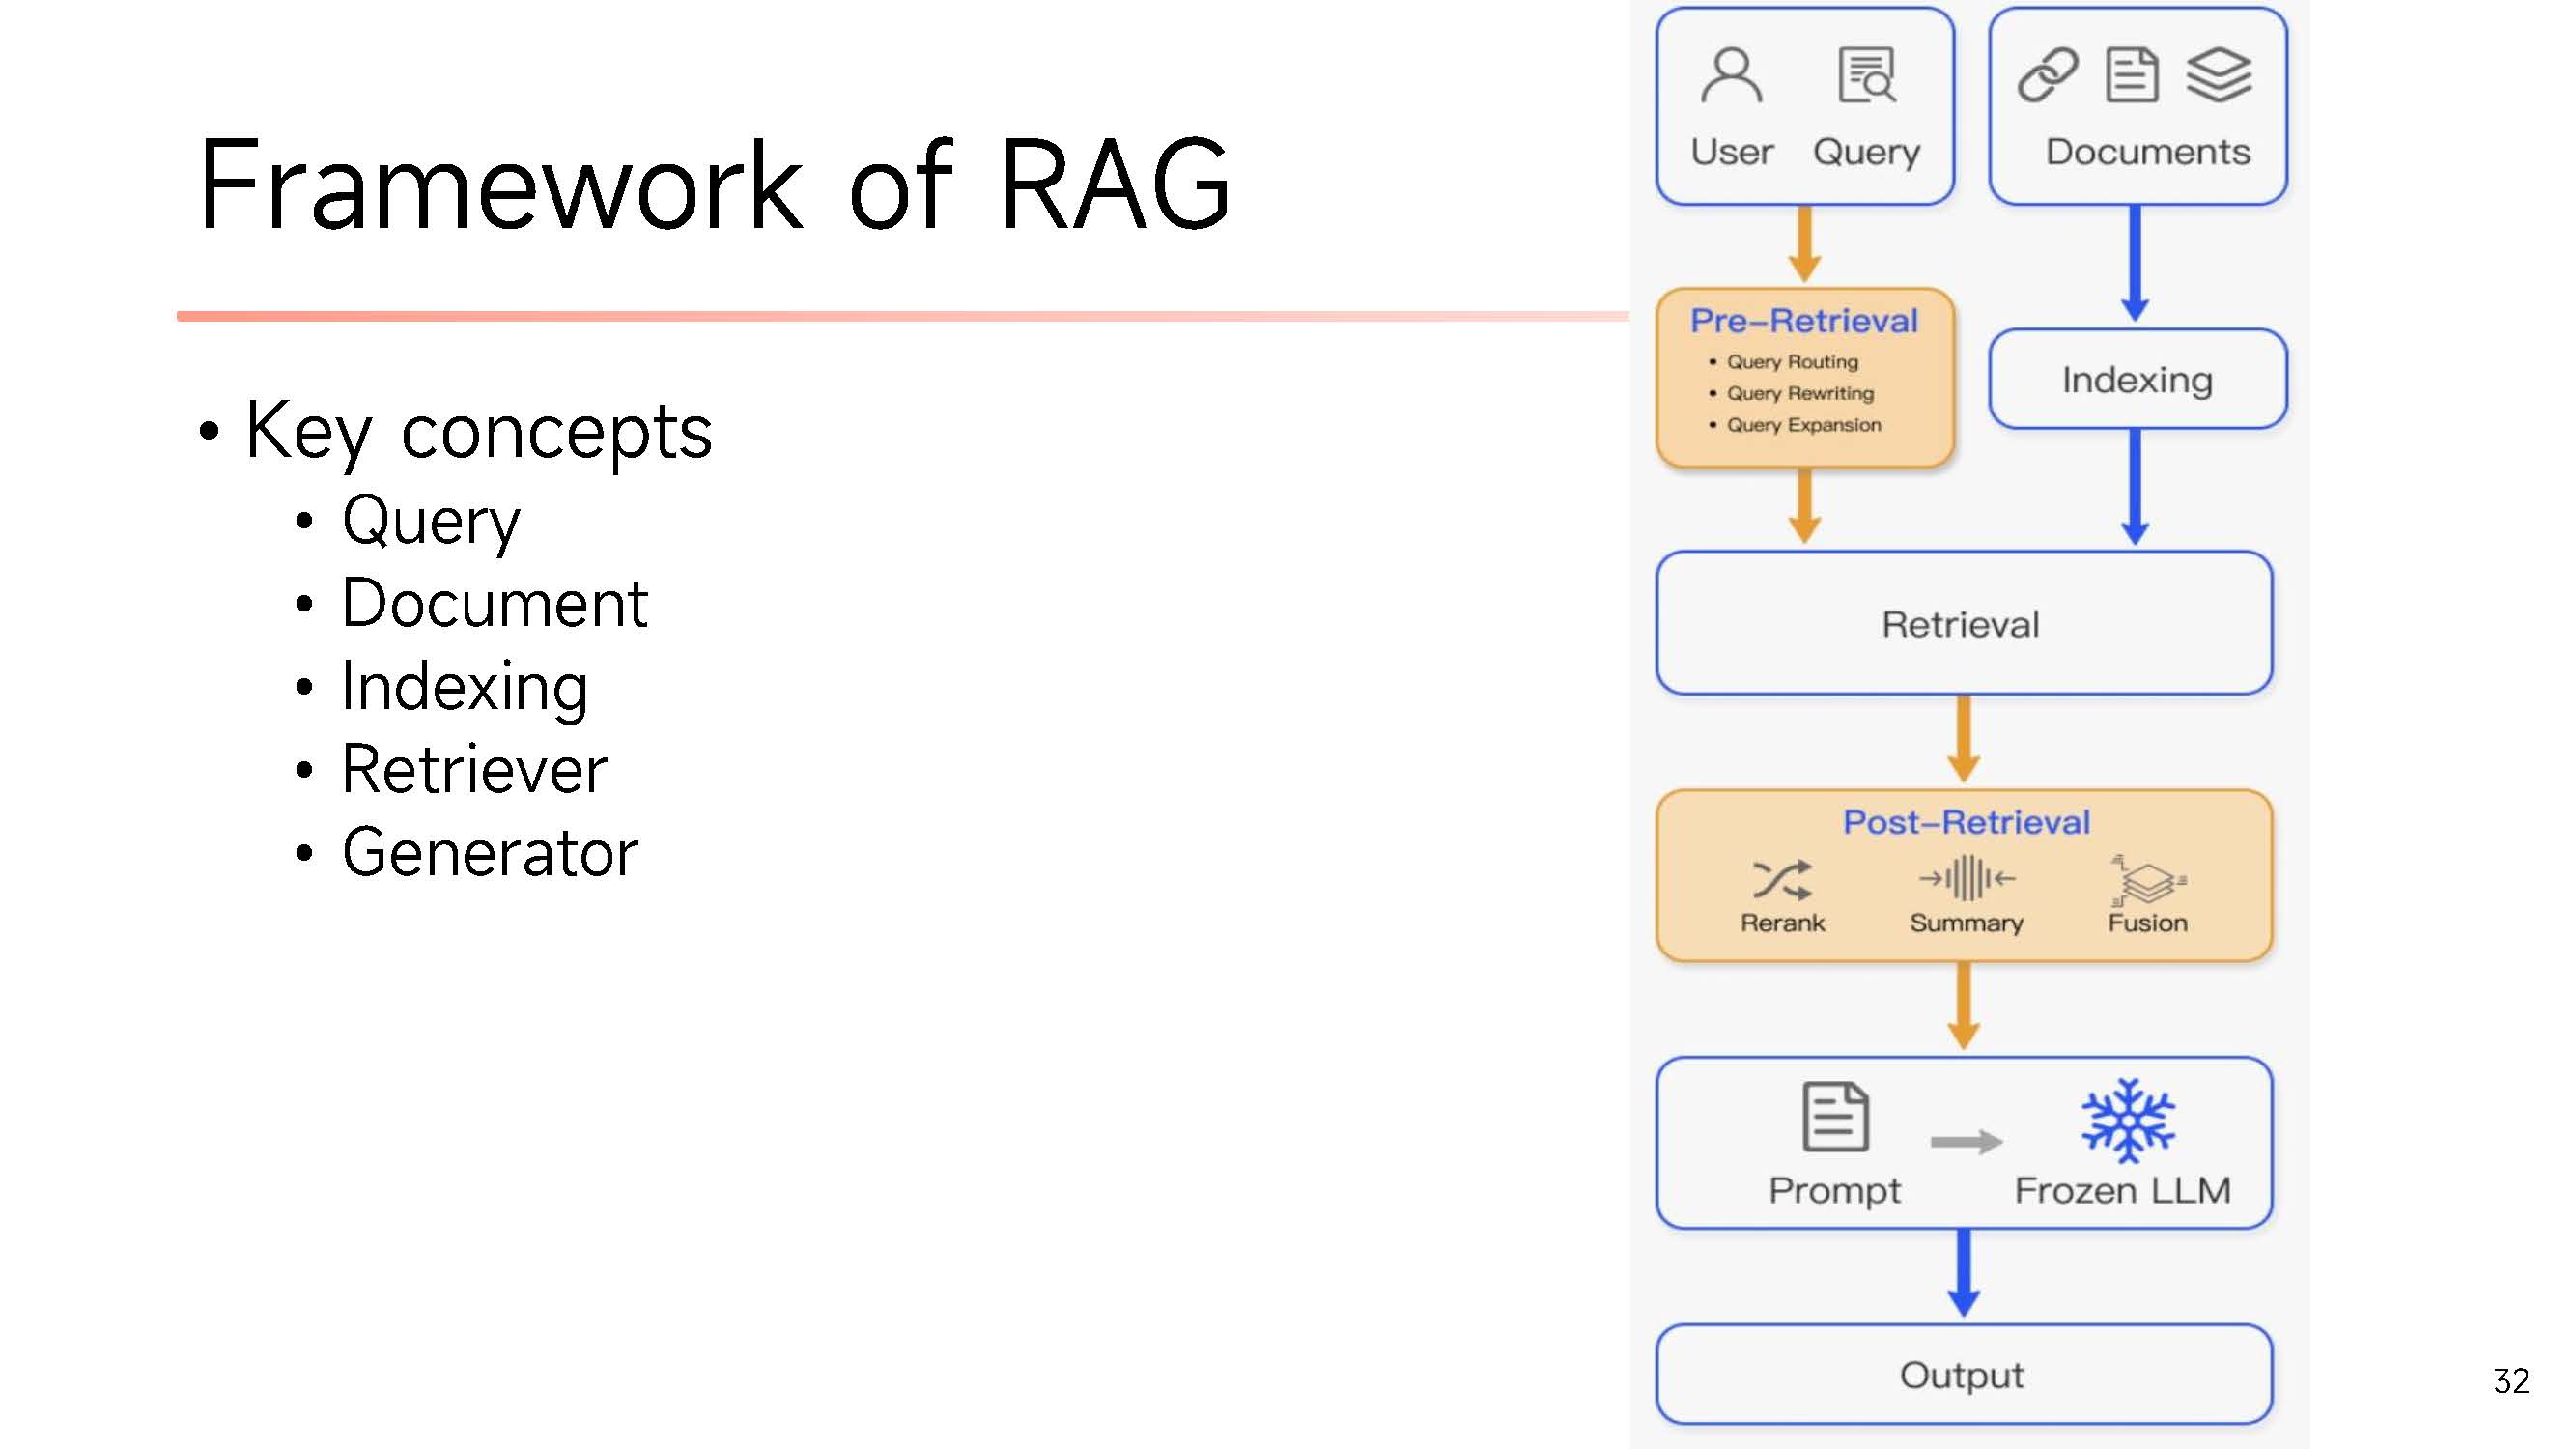 Framework of RAG
• Key concepts
• Query
• Document
• Indexing
• Retriever
• Generator
User Query
Documents
Pre-Retrieval
• Query Routing
• Query Rewriting
• Query Expansion
Indexing
Retrieval
Post-Retrieval
Rerank Summary Fusion
Prompt Frozen LLM
Output
32